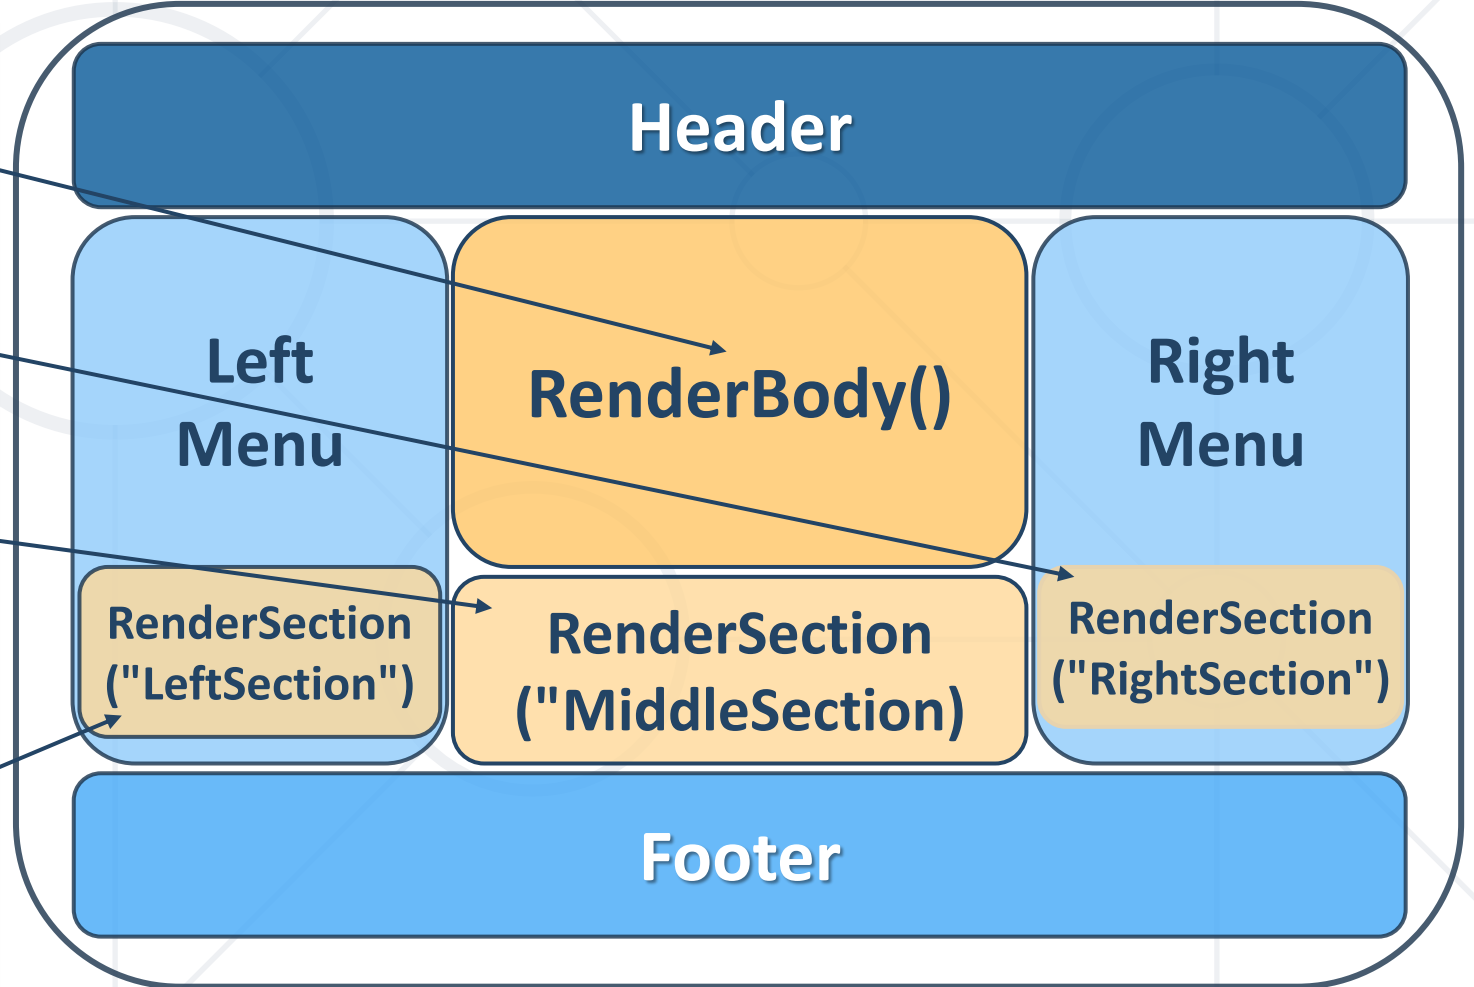 Header
Left
Menu
RenderBody()
Right
Menu
RenderSection
("LeftSection")
RenderSection
("MiddleSection)
RenderSection
("RightSection")
Footer